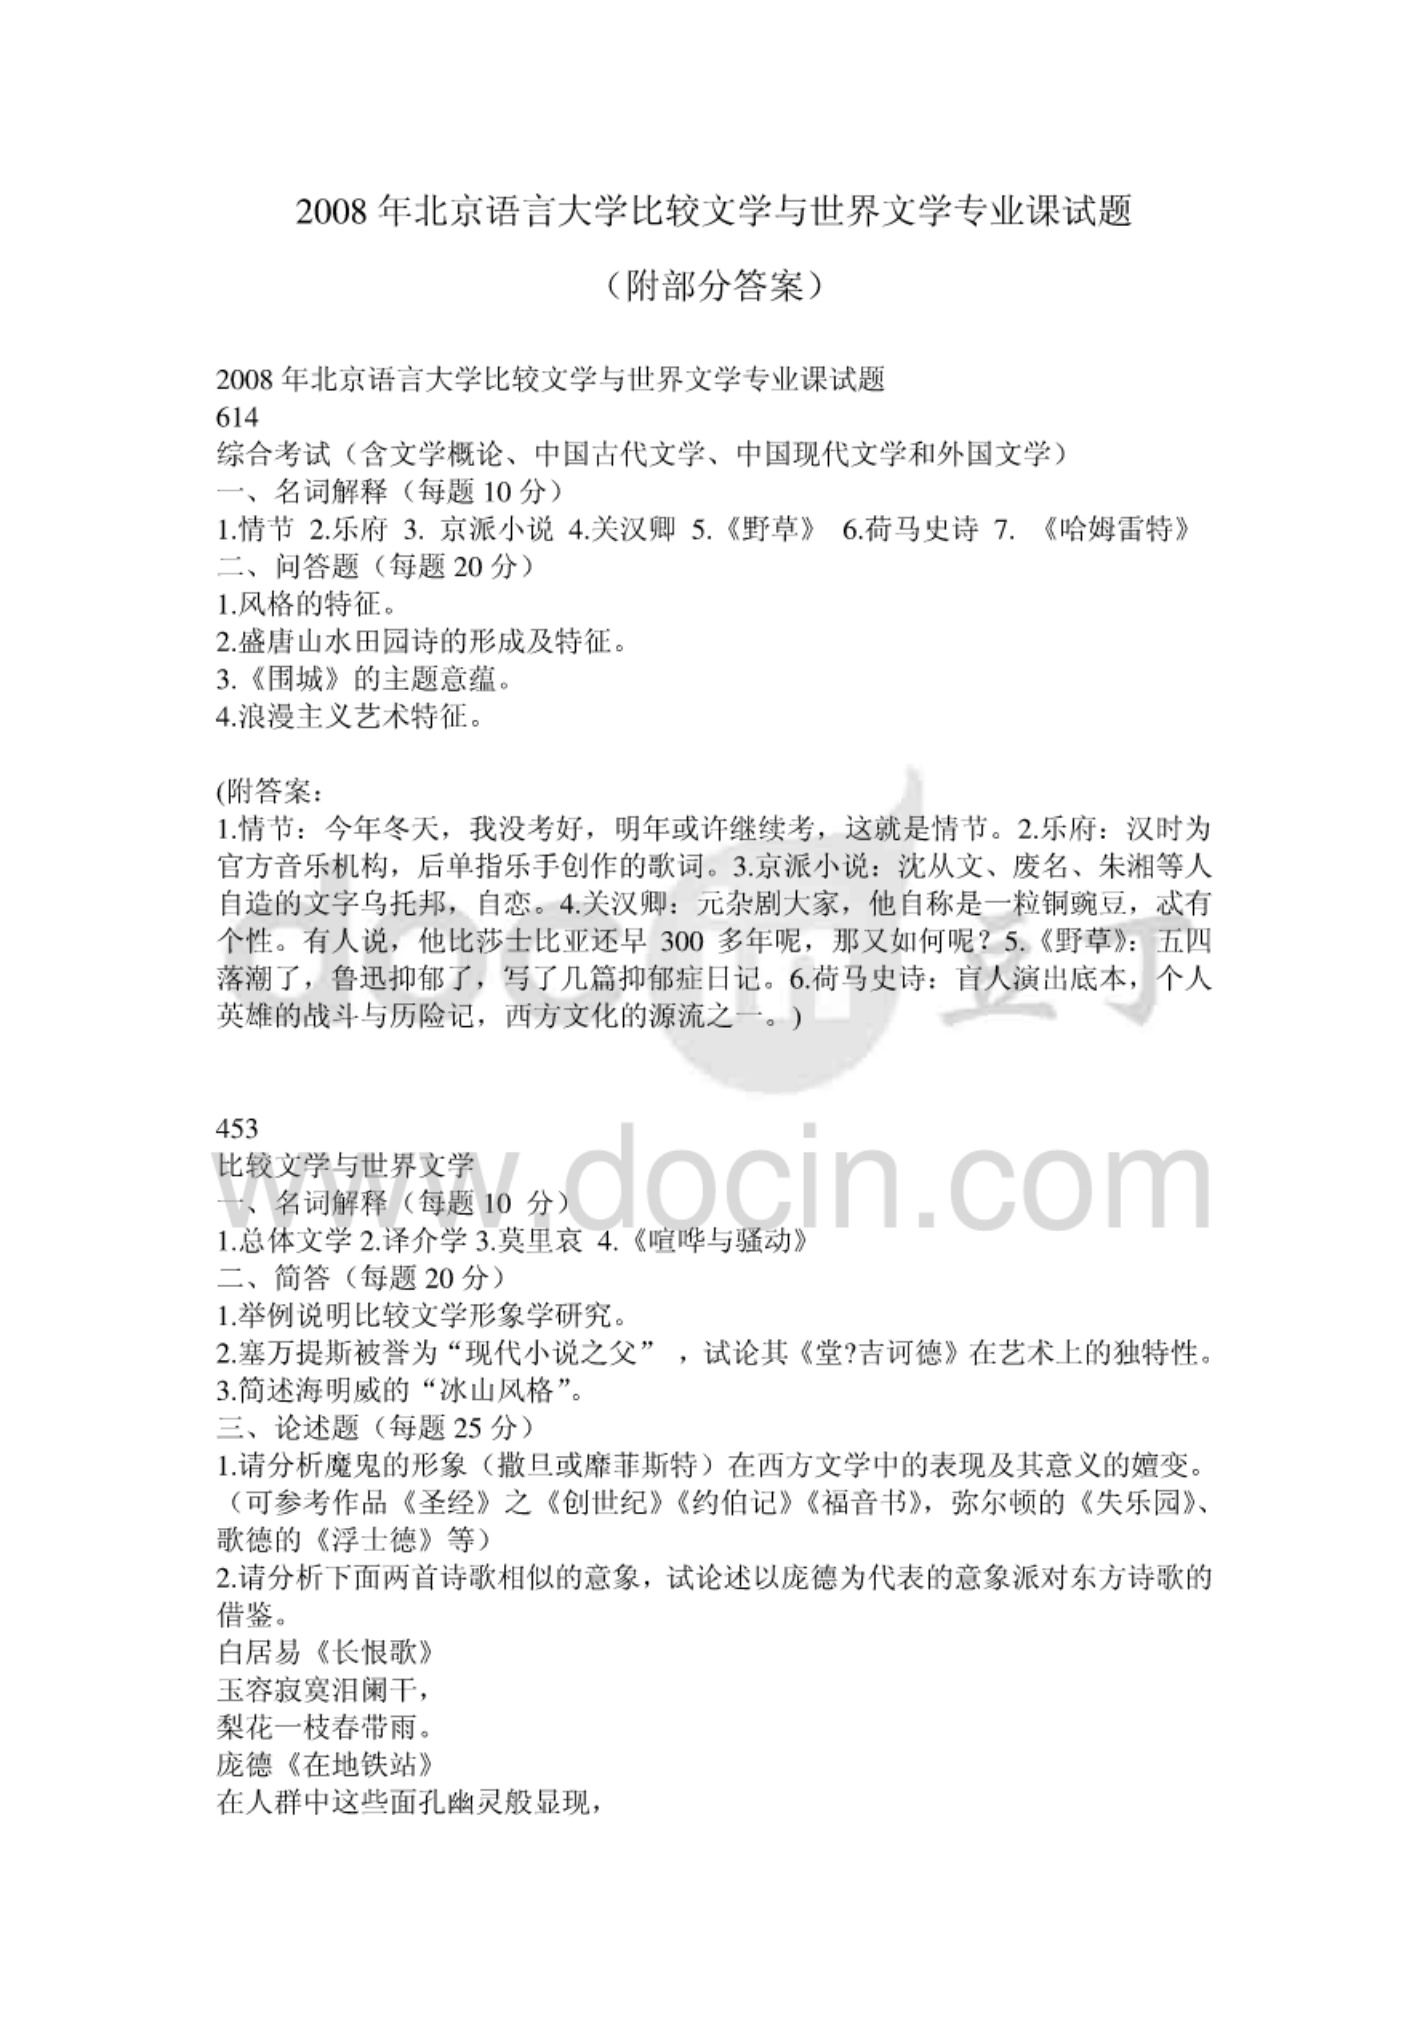 2008 年北京语言大学比较文学与世界文学专业课试题
（附部分答案）
2008 年北京语言大学比较文学与世界文学专业课试题
614
综合考试（含文学概论、中国古代文学、中国现代文学和外国文学）
一、名词解释（每题 10 分）
1.情节 2.乐府 3. 京派小说 4.关汉卿 5.《野草》 6.荷马史诗 7. 《哈姆雷特》
二、问答题（每题 20 分）
1.风格的特征。
2.盛唐山水田园诗的形成及特征。
3.《围城》的主题意蕴。
4.浪漫主义艺术特征。
(附答案：
1.情节：今年冬天，我没考好，明年或许继续考，这就是情节。2.乐府：汉时为
官方音乐机构，后单指乐手创作的歌词。3.京派小说：沈从文、废名、朱湘等人
自造的文字乌托邦，自恋。4.关汉卿：元杂剧大家，他自称是一粒铜豌豆，忒有
个性。有人说，他比莎士比亚还早 300 多年呢，那又如何呢？5.《野草》：五四
落潮了，鲁迅抑郁了，写了几篇抑郁症日记。6.荷马史诗：盲人演出底本，个人
英雄的战斗与历险记，西方文化的源流之一。)
doc in 豆丁
453
www.docin.com
比较文学与世界文学
一、名词解释（每题 10 分）
1.总体文学 2.译介学 3.莫里哀 4.《喧哗与骚动》
二、简答（每题 20 分）
1.举例说明比较文学形象学研究。
2.塞万提斯被誉为“现代小说之父” ，试论其《堂?吉诃德》在艺术上的独特性。
3.简述海明威的“冰山风格”。
三、论述题（每题 25 分）
1.请分析魔鬼的形象（撒旦或靡菲斯特）在西方文学中的表现及其意义的嬗变。
（可参考作品《圣经》之《创世纪》《约伯记》《福音书》，弥尔顿的《失乐园》、
歌德的《浮士德》等）
2.请分析下面两首诗歌相似的意象，试论述以庞德为代表的意象派对东方诗歌的
借鉴。
白居易《长恨歌》
玉容寂寞泪阑干，
梨花一枝春带雨。
庞德《在地铁站》
在人群中这些面孔幽灵般显现，